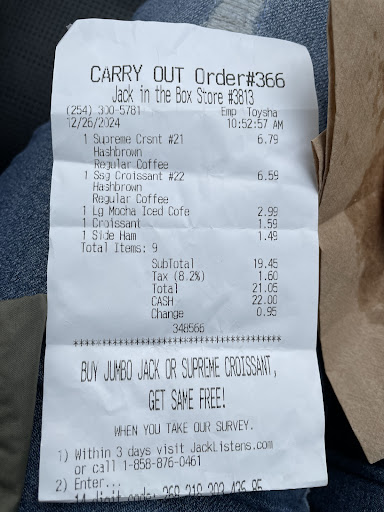 CARRY OUT Order#366
Jack in the Box Store #3813
(254) 300-5781 Emp Toysha
12/26/2024 10:52:57 AM
1 Supreme Crsnt #21 6.79
Hashbrown
Regular Coffee
1 Ssg Croissant #22 6.59
Hashbrown
Regular Coffee
1 Lg Mocha Iced Cofe 2.99
1 Croissant 1.59
1 Side Ham 1.49
Total Items: 9
SubTotal 19.45
Tax (8.2%) 1.60
Total 21.05
CASH 22.00
Change 0.95
348566
BUY JUMBO JACK OR SUPREME CROISSANT,
GET SAME FREE!
WHEN YOU TAKE OUR SURVEY.
1) Within 3 days visit JackListens.com
or call 1-858-876-0461
2) Enter...
14 digit code: